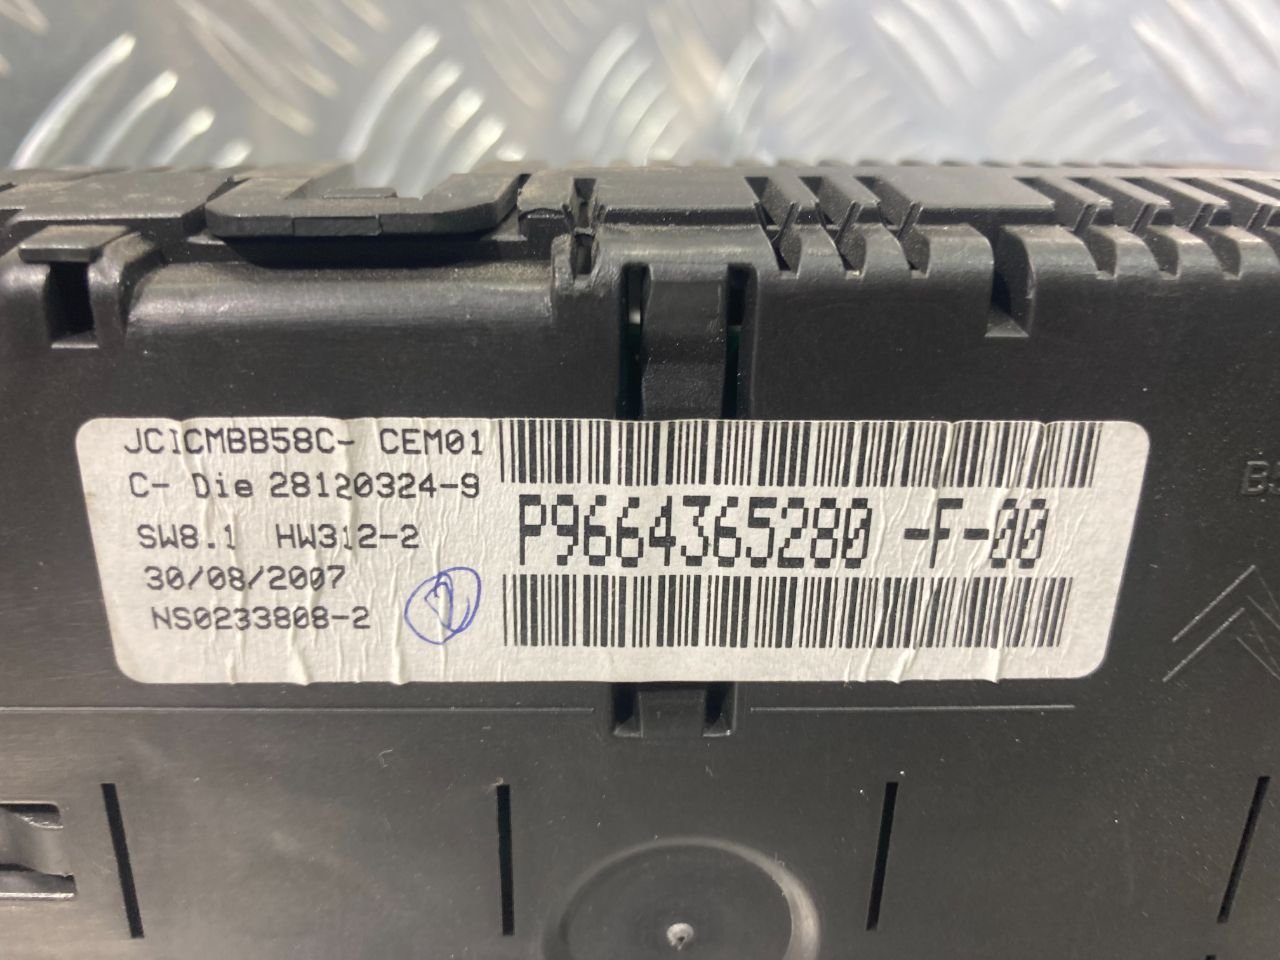 JCICMBB58C- CEM01
C- Die 28120324-9
SW8.1 HW312-2
30/08/2007
NS0233808-2
P9664365280 -F-00